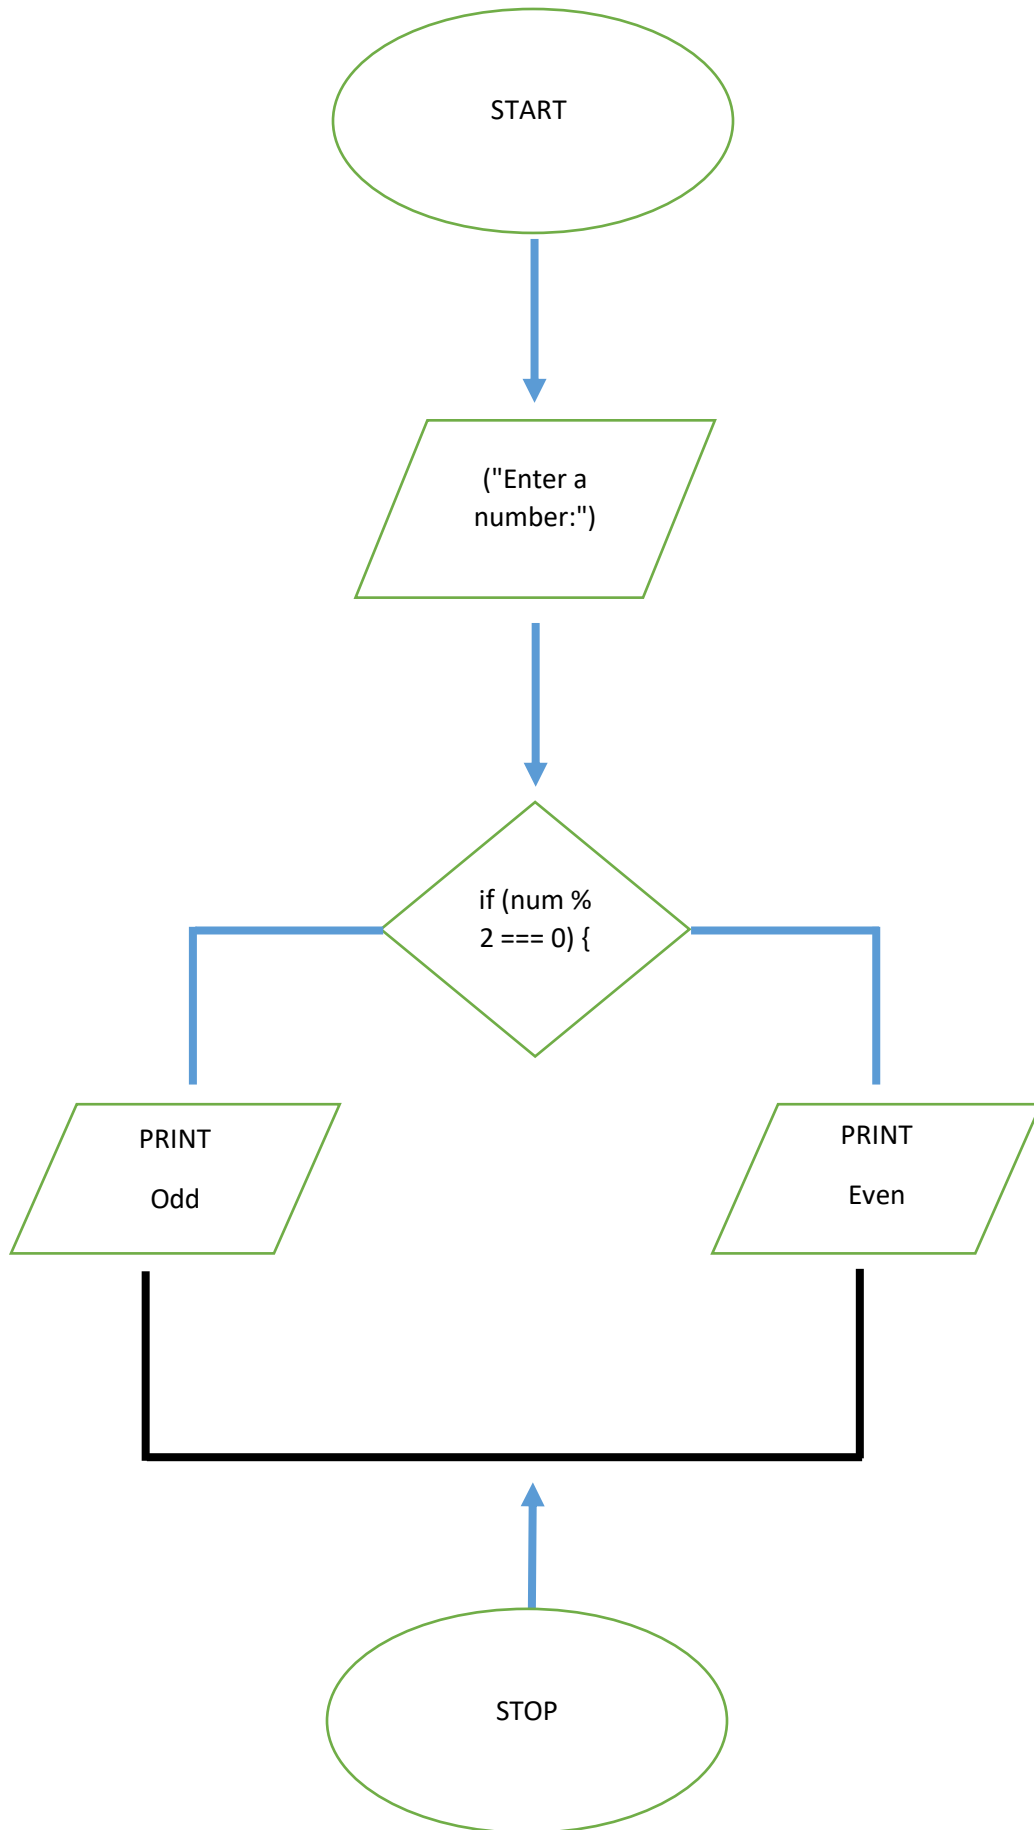 START
("Enter a
number:")
if (num %
2 === 0) {
PRINT
Odd
PRINT
Even
STOP